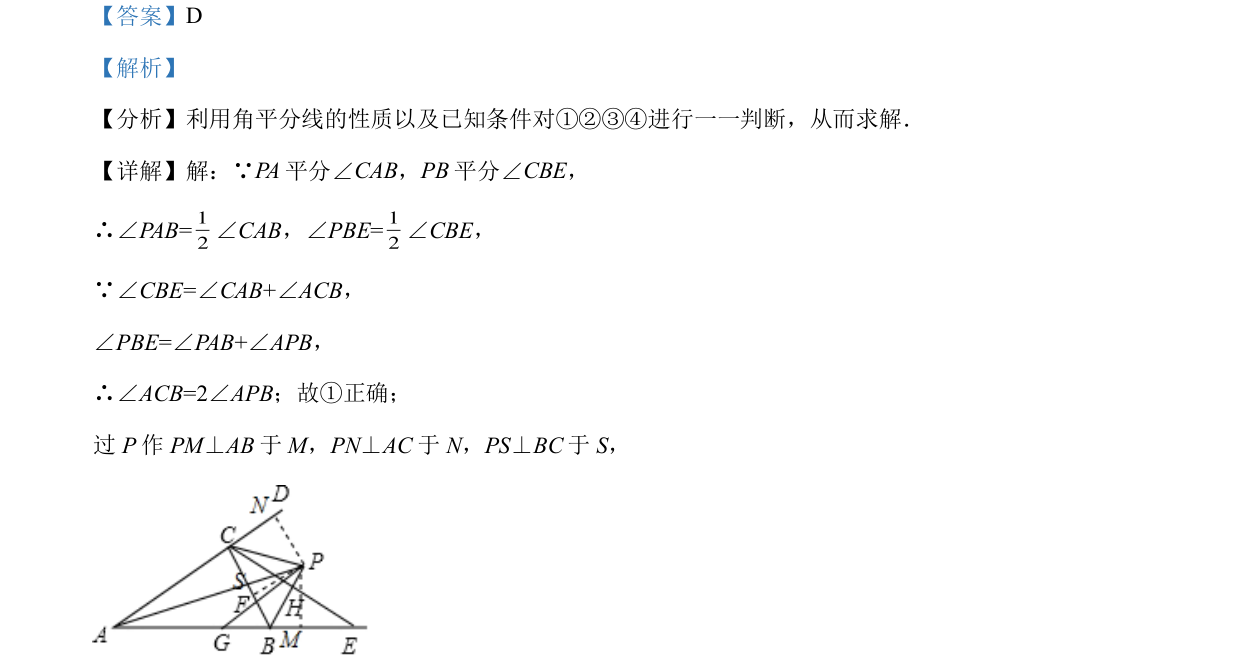 【答案】D
【解析】
【分析】利用角平分线的性质以及已知条件对①②③④进行一一判断，从而求解．
【详解】解：∵PA平分∠CAB，PB平分∠CBE，
∴∠PAB=1/2∠CAB，∠PBE=1/2∠CBE，
∵∠CBE=∠CAB+∠ACB，
∠PBE=∠PAB+∠APB，
∴∠ACB=2∠APB；故①正确；
过P作PM⊥AB于M，PN⊥AC于N，PS⊥BC于S，
N D
C
P
S
F H
A G B M E